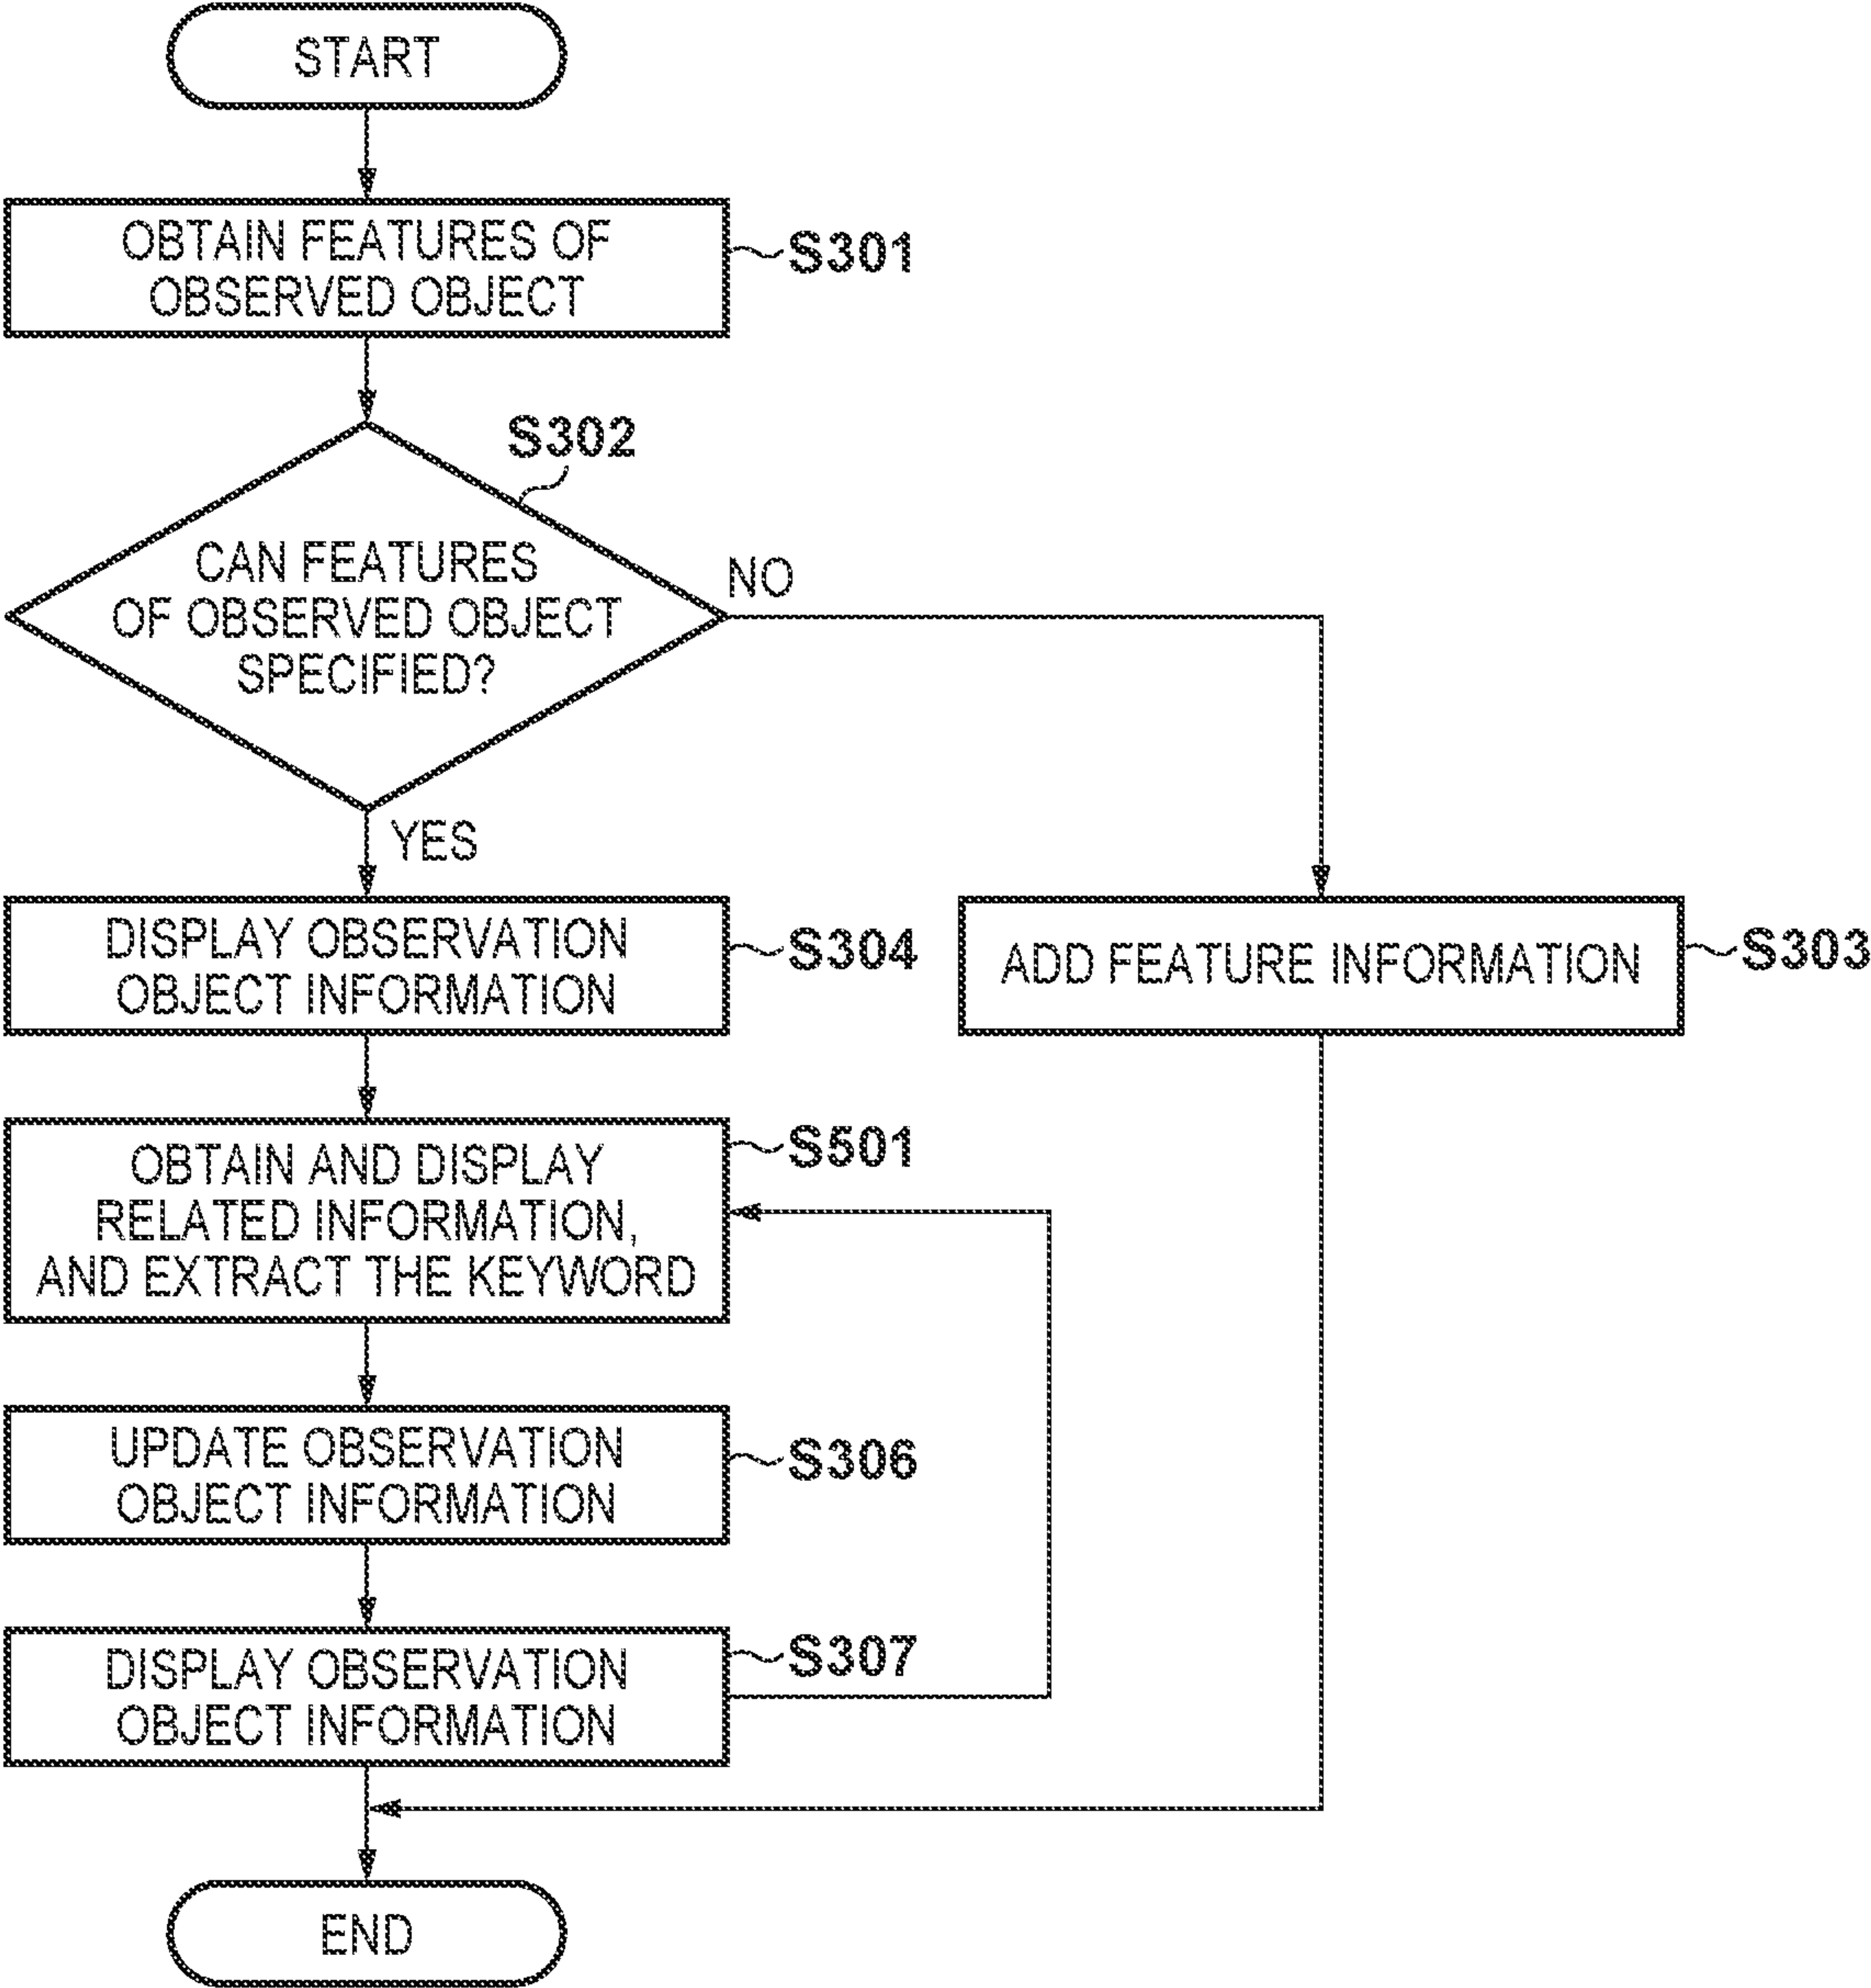 START
OBTAIN FEATURES OF
OBSERVED OBJECT
S301
S302
CAN FEATURES
OF OBSERVED OBJECT
SPECIFIED?
NO
YES
DISPLAY OBSERVATION
OBJECT INFORMATION
S304
ADD FEATURE INFORMATION
S303
OBTAIN AND DISPLAY
RELATED INFORMATION,
AND EXTRACT THE KEYWORD
S501
UPDATE OBSERVATION
OBJECT INFORMATION
S306
DISPLAY OBSERVATION
OBJECT INFORMATION
S307
END